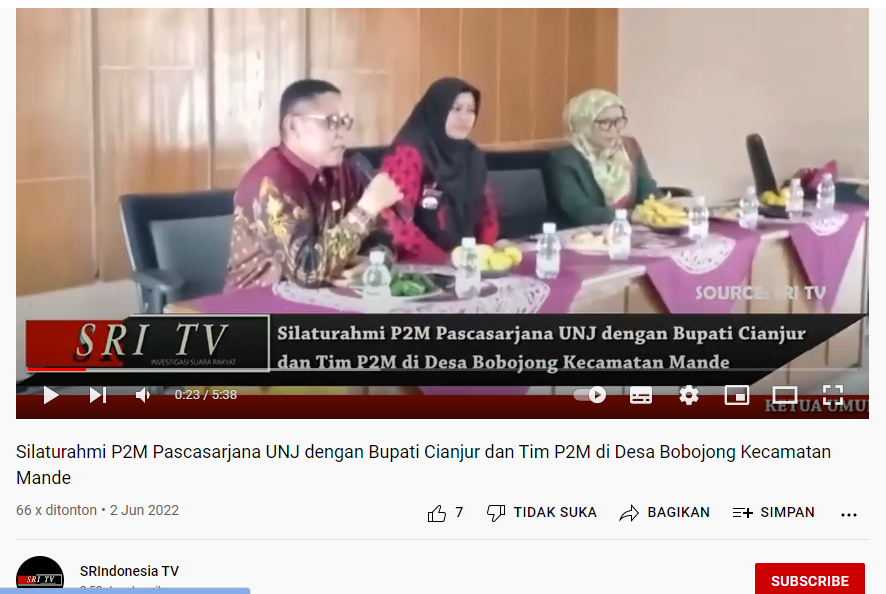 SOURCE: SRI TV
SRI TV
INVESTIGASI SUARA RAKYAT
Silaturahmi P2M Pascasarjana UNJ dengan Bupati Cianjur
dan Tim P2M di Desa Bobojong Kecamatan Mande
0:23 / 5:38
KETUA UMU
Silaturahmi P2M Pascasarjana UNJ dengan Bupati Cianjur dan Tim P2M di Desa Bobojong Kecamatan
Mande
66 x ditonton • 2 Jun 2022
7 TIDAK SUKA BAGIKAN SIMPAN
SRI TV
SRIndonesia TV
SUBSCRIBE